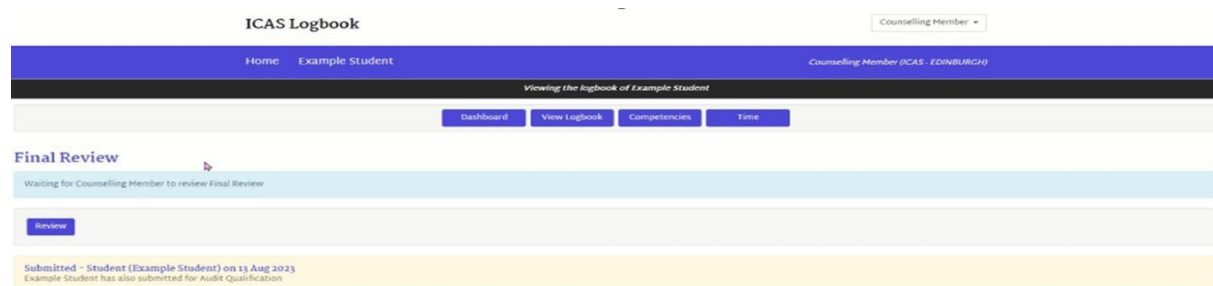 ICAS Logbook
Counselling Member
Home Example Student
Counselling Member (ICAS - EDINBURGH)
Viewing the logbook of Example Student
Dashboard View Logbook Competencies Time
Final Review
Waiting for Counselling Member to review Final Review
Review
Submitted - Student (Example Student) on 13 Aug 2023
Example Student has also submitted for Audit Qualification